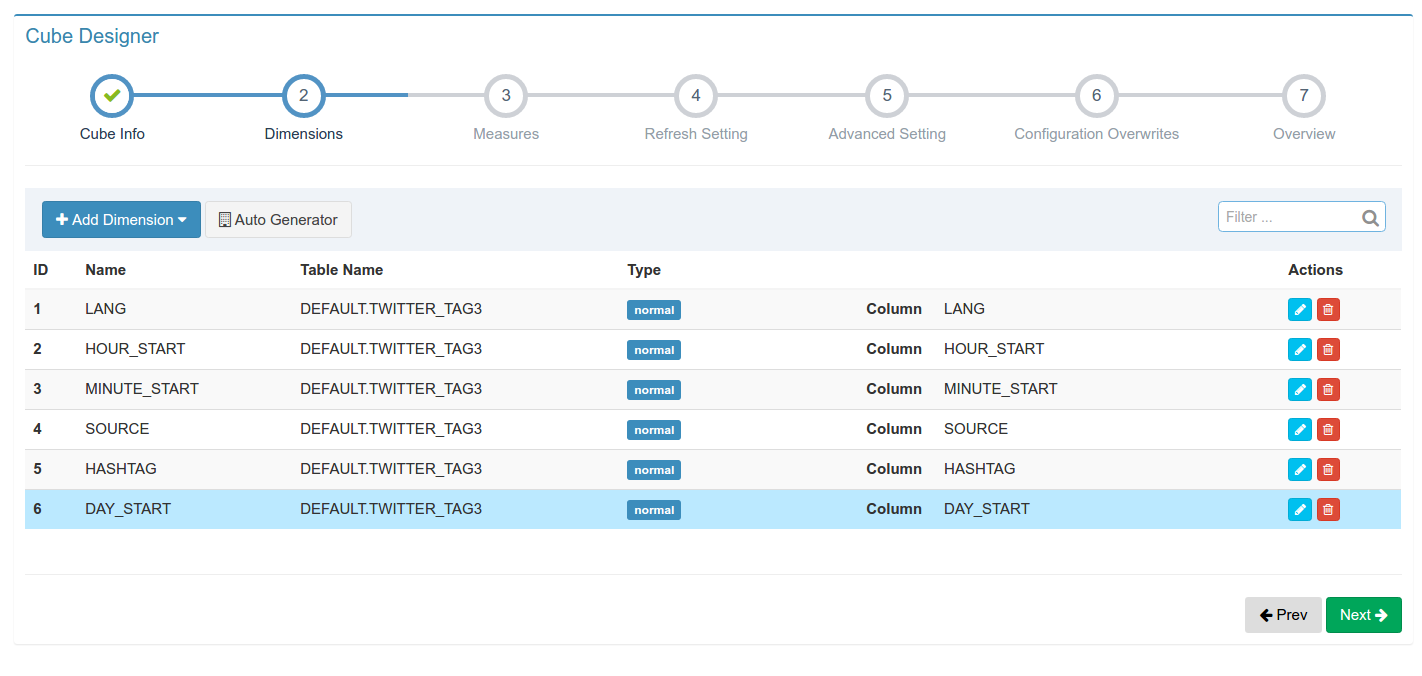 Cube Designer
2 3 4 5 6 7
Cube Info Dimensions Measures Refresh Setting Advanced Setting Configuration Overwrites Overview
Add Dimension Auto Generator Filter ...
ID Name Table Name Type Actions
1 LANG DEFAULT.TWITTER_TAG3 normal Column LANG
2 HOUR_START DEFAULT.TWITTER_TAG3 normal Column HOUR_START
3 MINUTE_START DEFAULT.TWITTER_TAG3 normal Column MINUTE_START
4 SOURCE DEFAULT.TWITTER_TAG3 normal Column SOURCE
5 HASHTAG DEFAULT.TWITTER_TAG3 normal Column HASHTAG
6 DAY_START DEFAULT.TWITTER_TAG3 normal Column DAY_START
Prev Next